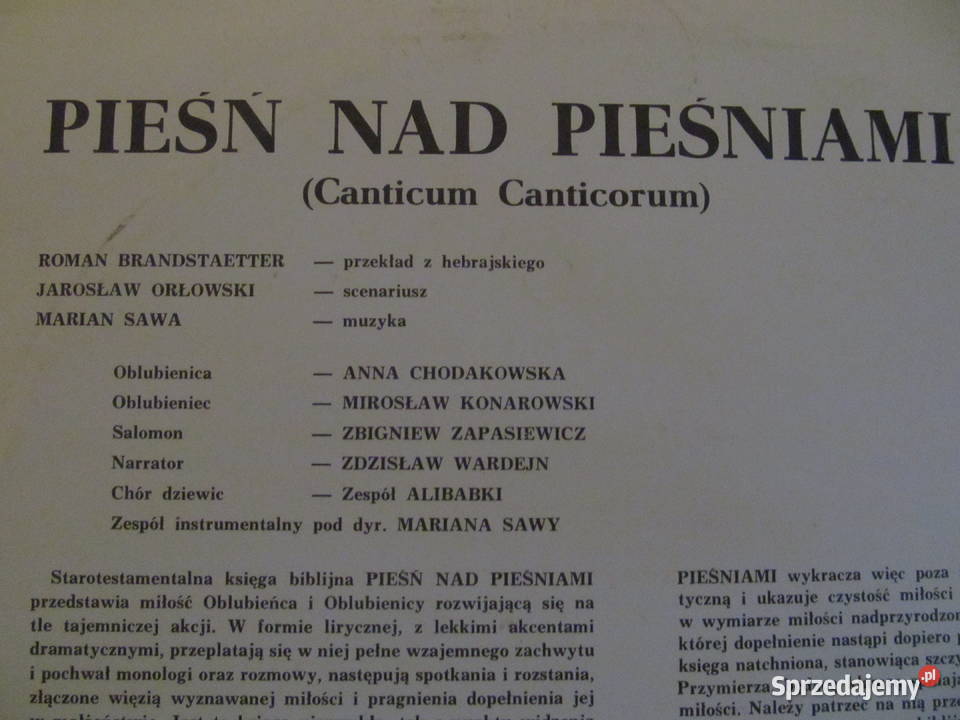 PIEŚŃ NAD PIEŚNIAMI
(Canticum Canticorum)
ROMAN BRANDSTAETTER — przekład z hebrajskiego
JAROSŁAW ORŁOWSKI — scenariusz
MARIAN SAWA — muzyka
Oblubienica — ANNA CHODAKOWSKA
Oblubieniec — MIROSŁAW KONAROWSKI
Salomon — ZBIGNIEW ZAPASIEWICZ
Narrator — ZDZISŁAW WARDEJN
Chór dziewic — Zespół ALIBABKI
Zespół instrumentalny pod dyr. MARIANA SAWY
Starotestamentalna księga biblijna PIEŚŃ NAD PIEŚNIAMI
przedstawia miłość Oblubieńca i Oblubienicy rozwijającą się na
tle tajemniczej akcji. W formie lirycznej, z lekkimi akcentami
dramatycznymi, przeplatają się w niej pełne wzajemnego zachwytu
i pochwał monologi oraz rozmowy, następują spotkania i rozstania,
złączone więzią wyznawanej miłości i pragnienia dopełnienia jej
PIEŚNIAMI wykracza więc poza
tyczną i ukazuje czystość miłości
w wymiarze miłości nadprzyrodzon
której dopełnienie nastąpi dopiero
księga natchniona, stanowiąca szczy
Przymierza
miłości. Należy patrzeć na nią prze
Sprzedajemy.pl